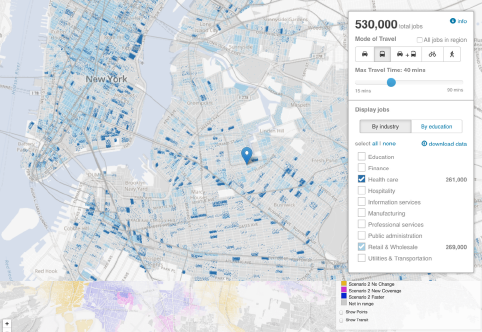 530,000 total jobs
info
Mode of Travel
All jobs in region
Max Travel Time: 40 mins
15 mins
90 mins
Display jobs
By industry
By education
select all | none
download data
Education
Finance
Health care 261,000
Hospitality
Information services
Manufacturing
Professional services
Public administration
Retail & Wholesale 269,000
Utilities & Transportation
New York
Scenario 2 No Change
Scenario 2 New Coverage
Scenario 2 Faster
Not in range
Show Points
Show Transit
Red Hook